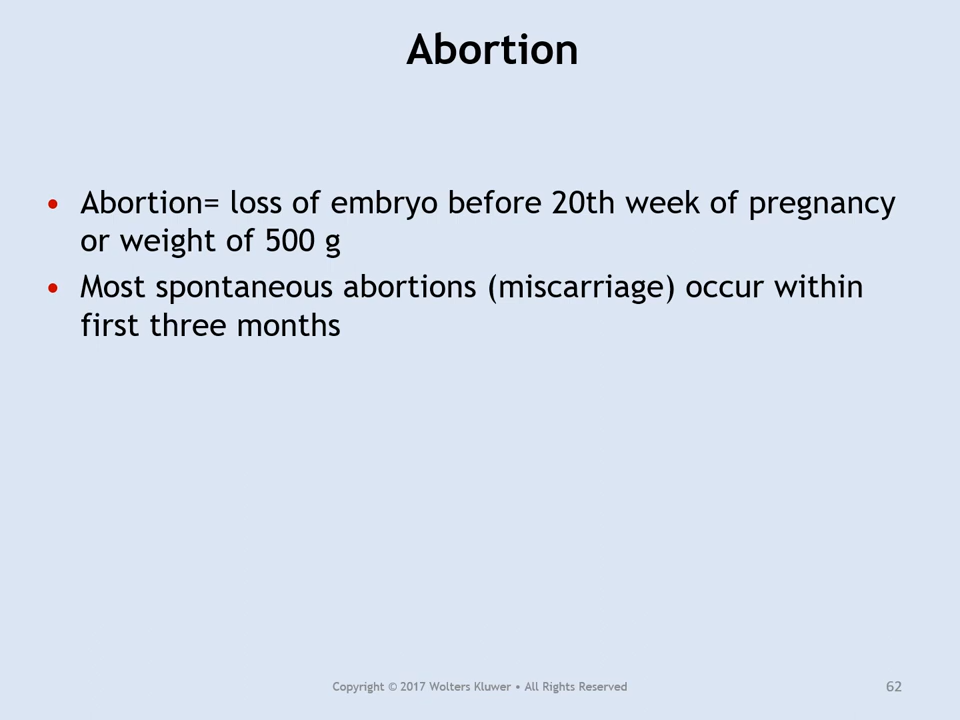 Abortion
• Abortion= loss of embryo before 20th week of pregnancy
or weight of 500 g
• Most spontaneous abortions (miscarriage) occur within
first three months
Copyright © 2017 Wolters Kluwer • All Rights Reserved
62